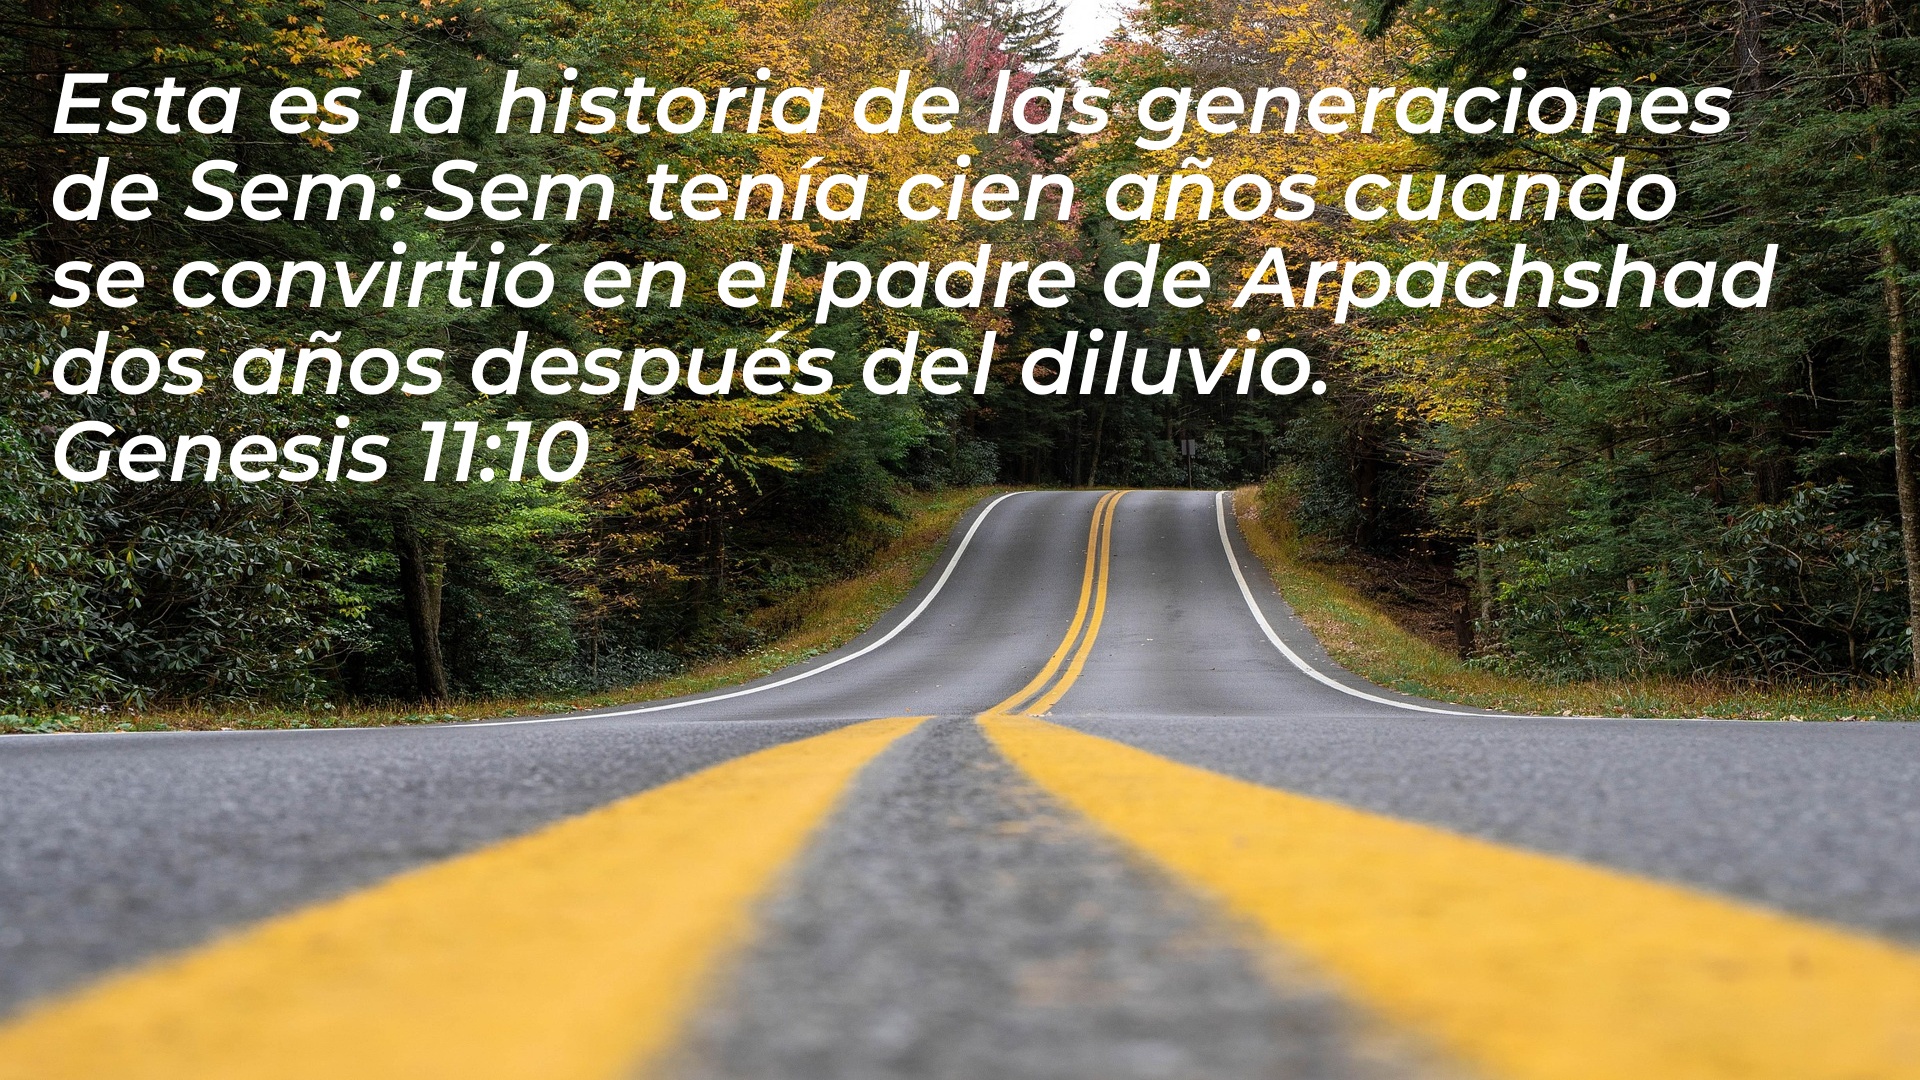 Esta es la historia de las generaciones
de Sem: Sem tenía cien años cuando
se convirtió en el padre de Arpachshad
dos años después del diluvio.
Genesis 11:10